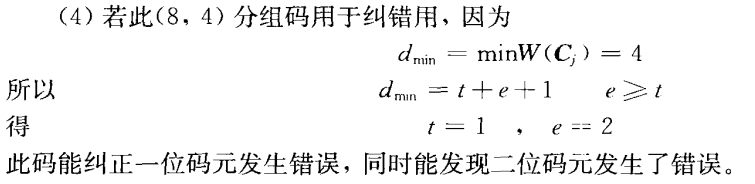 (4) 若此(8, 4) 分组码用于纠错用, 因为
d_min = minW(C_j) = 4
所以 d_min = t + e + 1 e ≥ t
得 t = 1 , e = 2
此码能纠正一位码元发生错误, 同时能发现二位码元发生了错误。